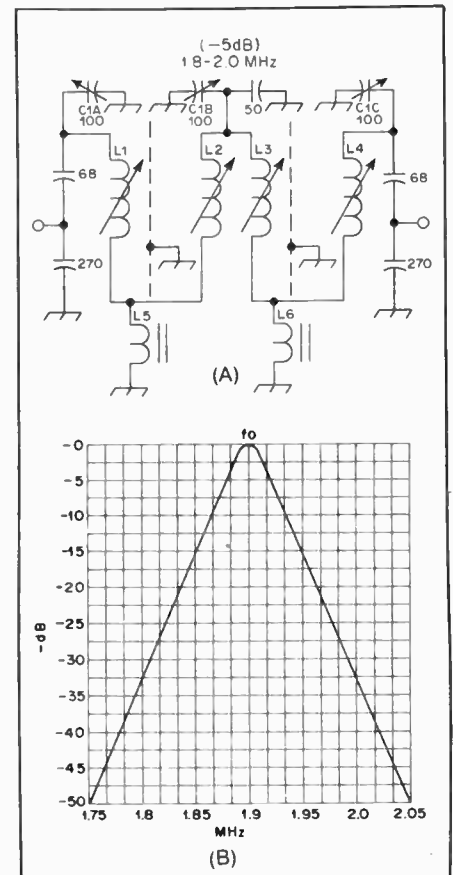 (-5dB)
1.8-2.0 MHz
C1A
100
C1B
100
50
C1C
100
L1
L2
L3
L4
68
68
270
270
L5
L6
(A)
fo
-0
-5
-10
-15
-20
-25
-30
-35
-40
-45
-50
-dB
1.75
1.8
1.85
1.9
1.95
2.0
2.05
MHz
(B)